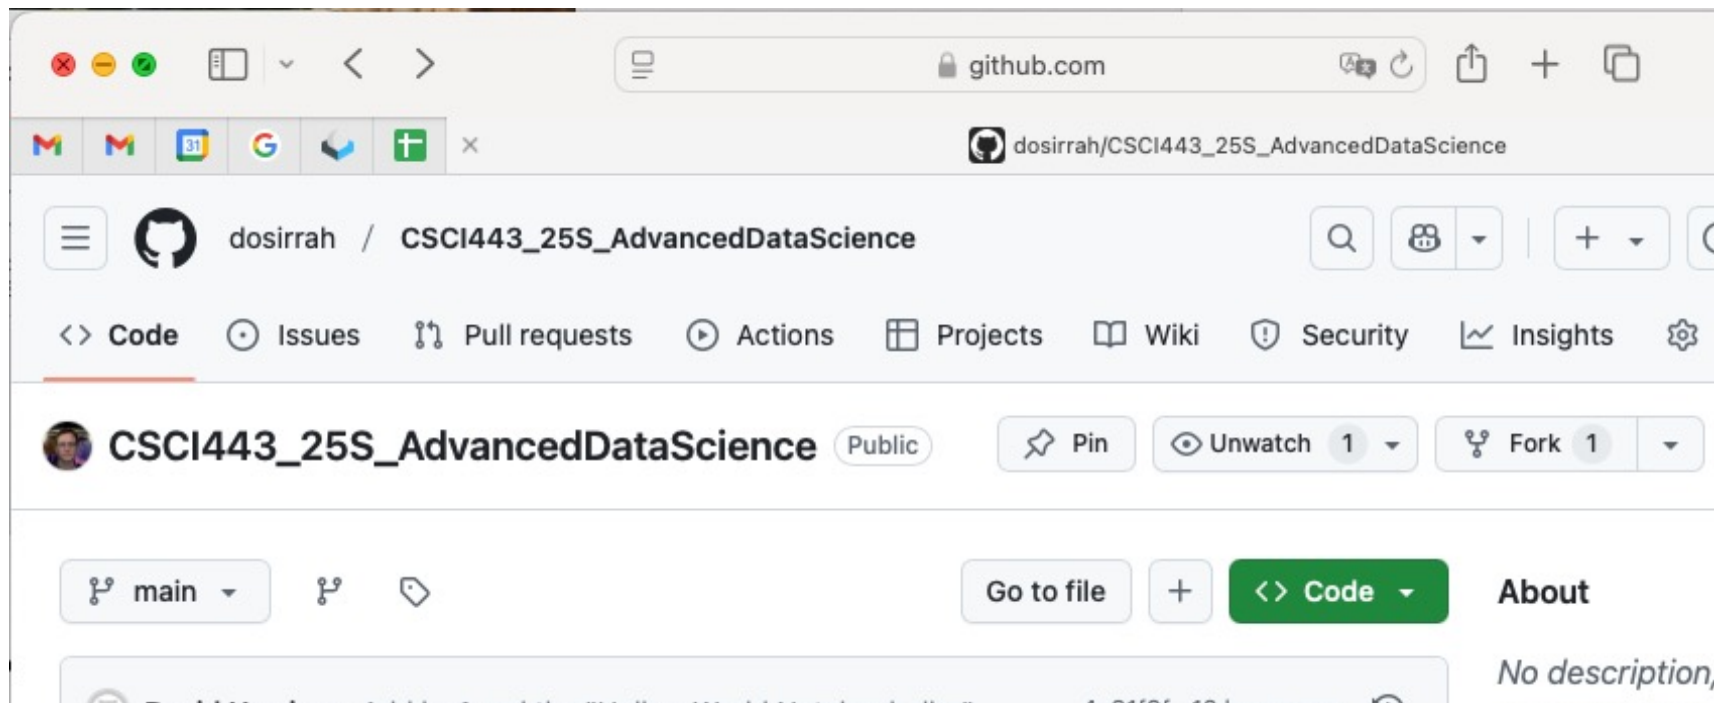 github.com
31
dosirrah/CSCI443_25S_AdvancedDataScience
dosirrah / CSCI443_25S_AdvancedDataScience
Code Issues Pull requests Actions Projects Wiki Security Insights
CSCI443_25S_AdvancedDataScience Public Pin Unwatch 1 Fork 1
main Go to file Code About
No description,